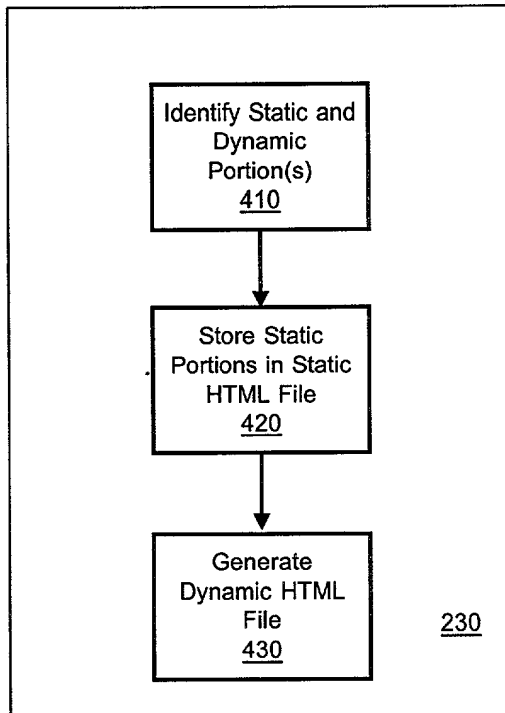 Identify Static and
Dynamic
Portion(s)
410
Store Static
Portions in Static
HTML File
420
Generate
Dynamic HTML
File
430
230